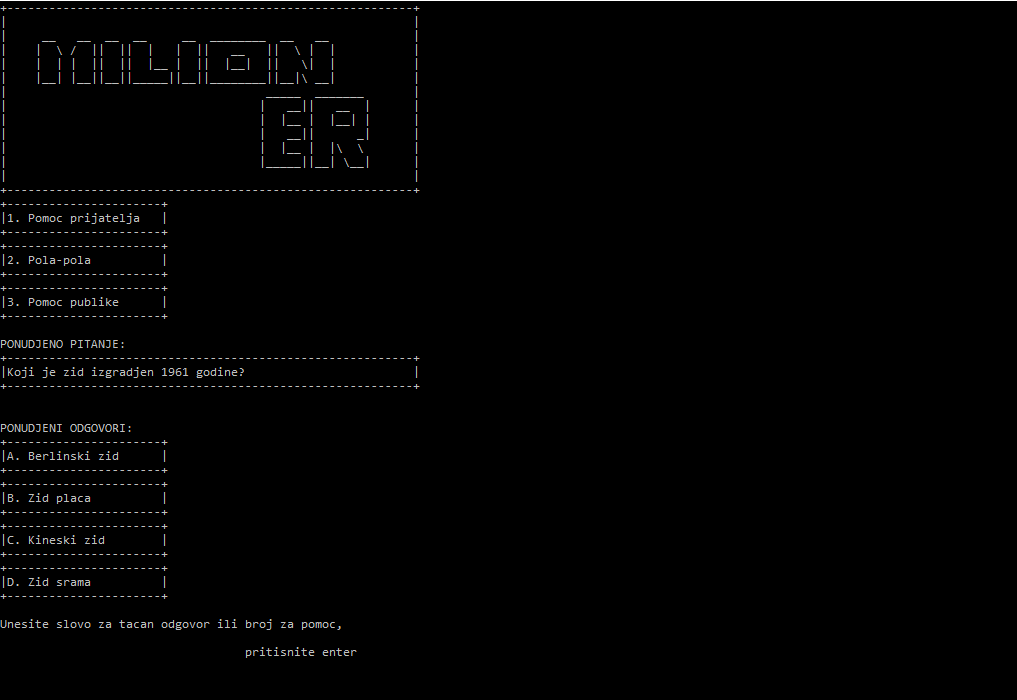 MILION
ER
1. Pomoc prijatelja
2. Pola-pola
3. Pomoc publike
PONUDJENO PITANJE:
Koji je zid izgradjen 1961 godine?
PONUDJENI ODGOVORI:
A. Berlinski zid
B. Zid placa
C. Kineski zid
D. Zid srama
Unesite slovo za tacan odgovor ili broj za pomoc,
pritisnite enter